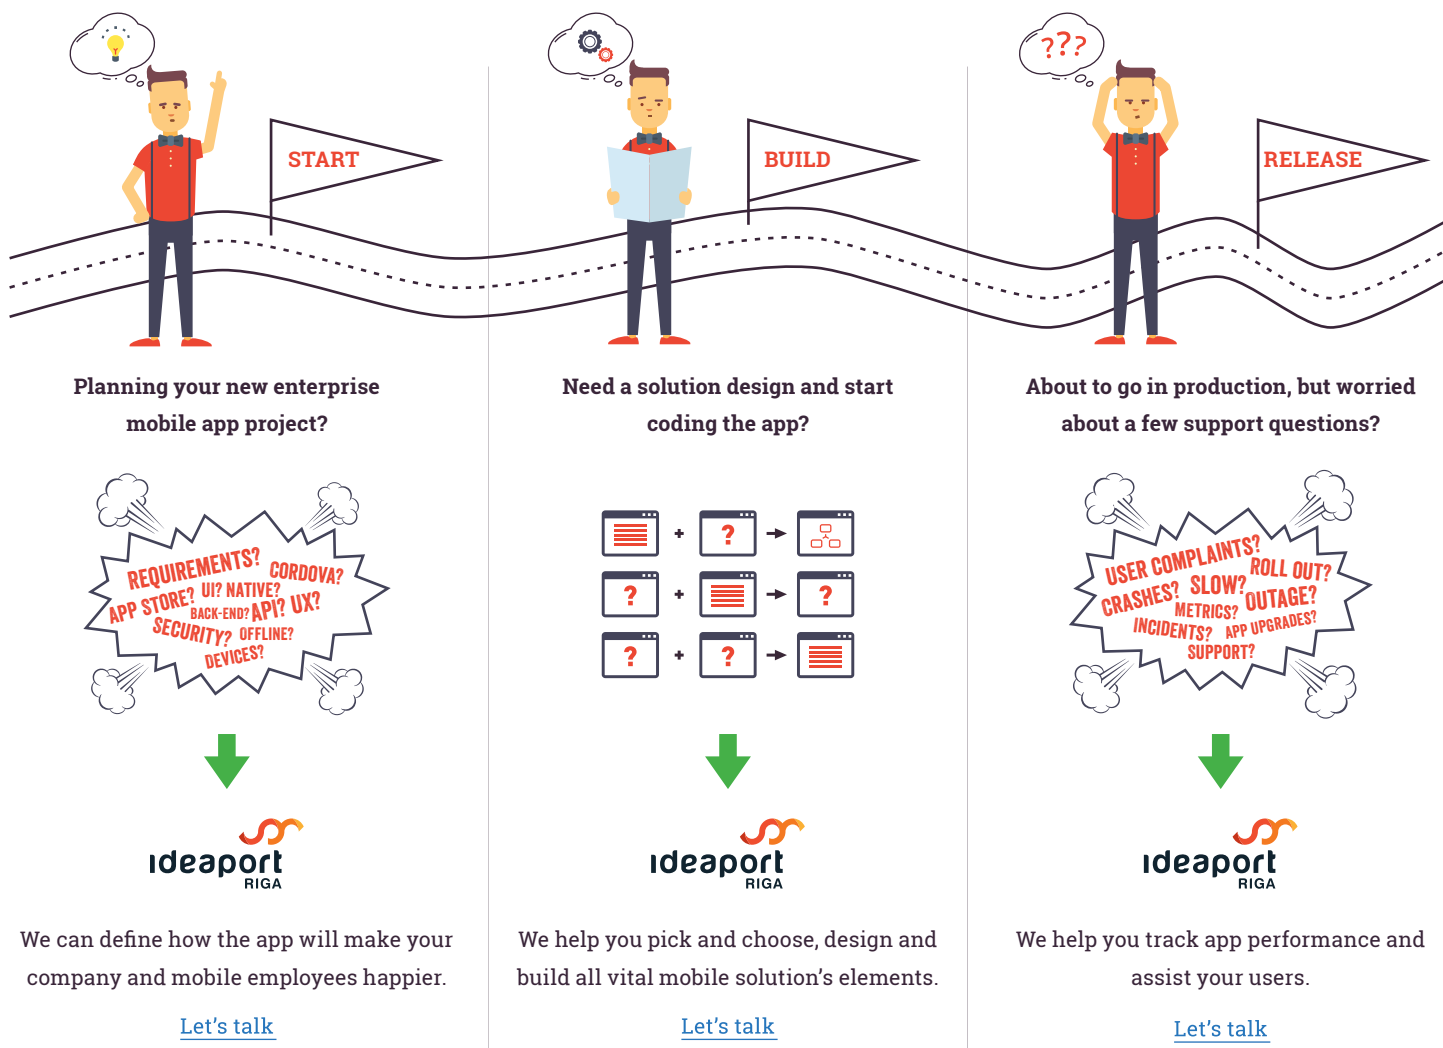 START
Planning your new enterprise
mobile app project?
REQUIREMENTS?
CORDOVA?
APP STORE?
UI?
NATIVE?
BACK-END?
API?
UX?
SECURITY?
OFFLINE?
DEVICES?
ideaport
RIGA
We can define how the app will make your
company and mobile employees happier.
Let’s talk
BUILD
Need a solution design and start
coding the app?
+ ?
? + ?
? + ?
ideaport
RIGA
We help you pick and choose, design and
build all vital mobile solution’s elements.
Let’s talk
???
RELEASE
About to go in production, but worried
about a few support questions?
USER COMPLAINTS?
ROLL OUT?
CRASHES?
SLOW?
METRICS?
OUTAGE?
INCIDENTS?
APP UPGRADES?
SUPPORT?
ideaport
RIGA
We help you track app performance and
assist your users.
Let’s talk